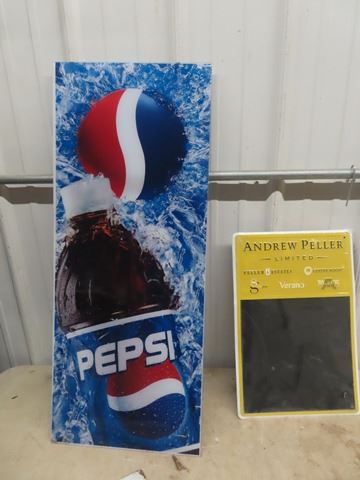 PEPSI
ANDREW PELLER
LIMITED
PELLER ESTATES
Verano